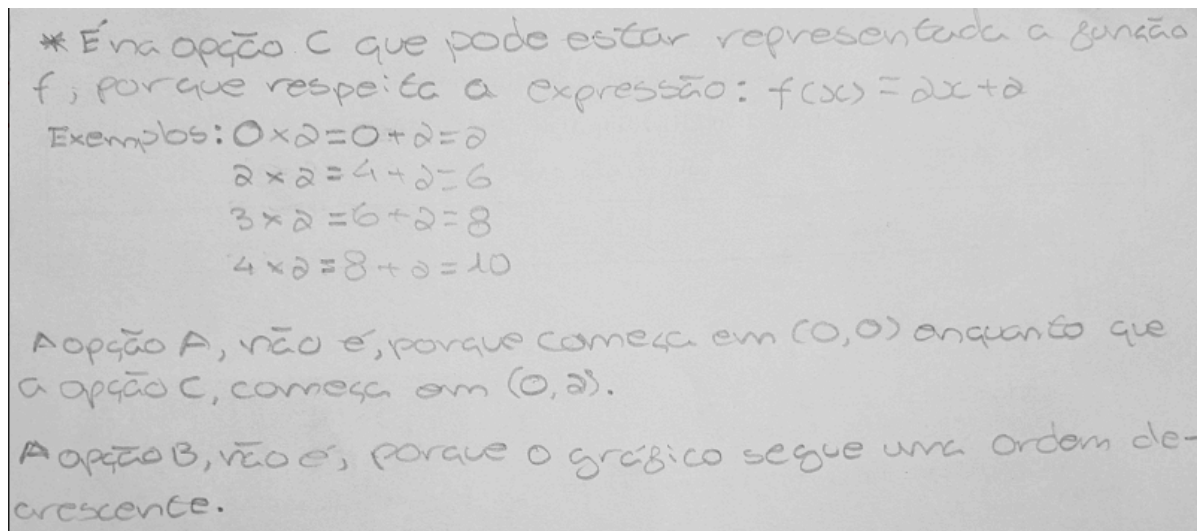 * É na opção C que pode estar representada a função
f, porque respeita a expressão: f(x) = 2x+2
Exemplos: 0×2=0+2=2
2×2=4+2=6
3×2=6+2=8
4×2=8+2=10
A opção A, não é, porque começa em (0,0) enquanto que
a opção C, começa em (0,2).
A opção B, não é, porque o gráfico segue uma ordem de-
crescente.